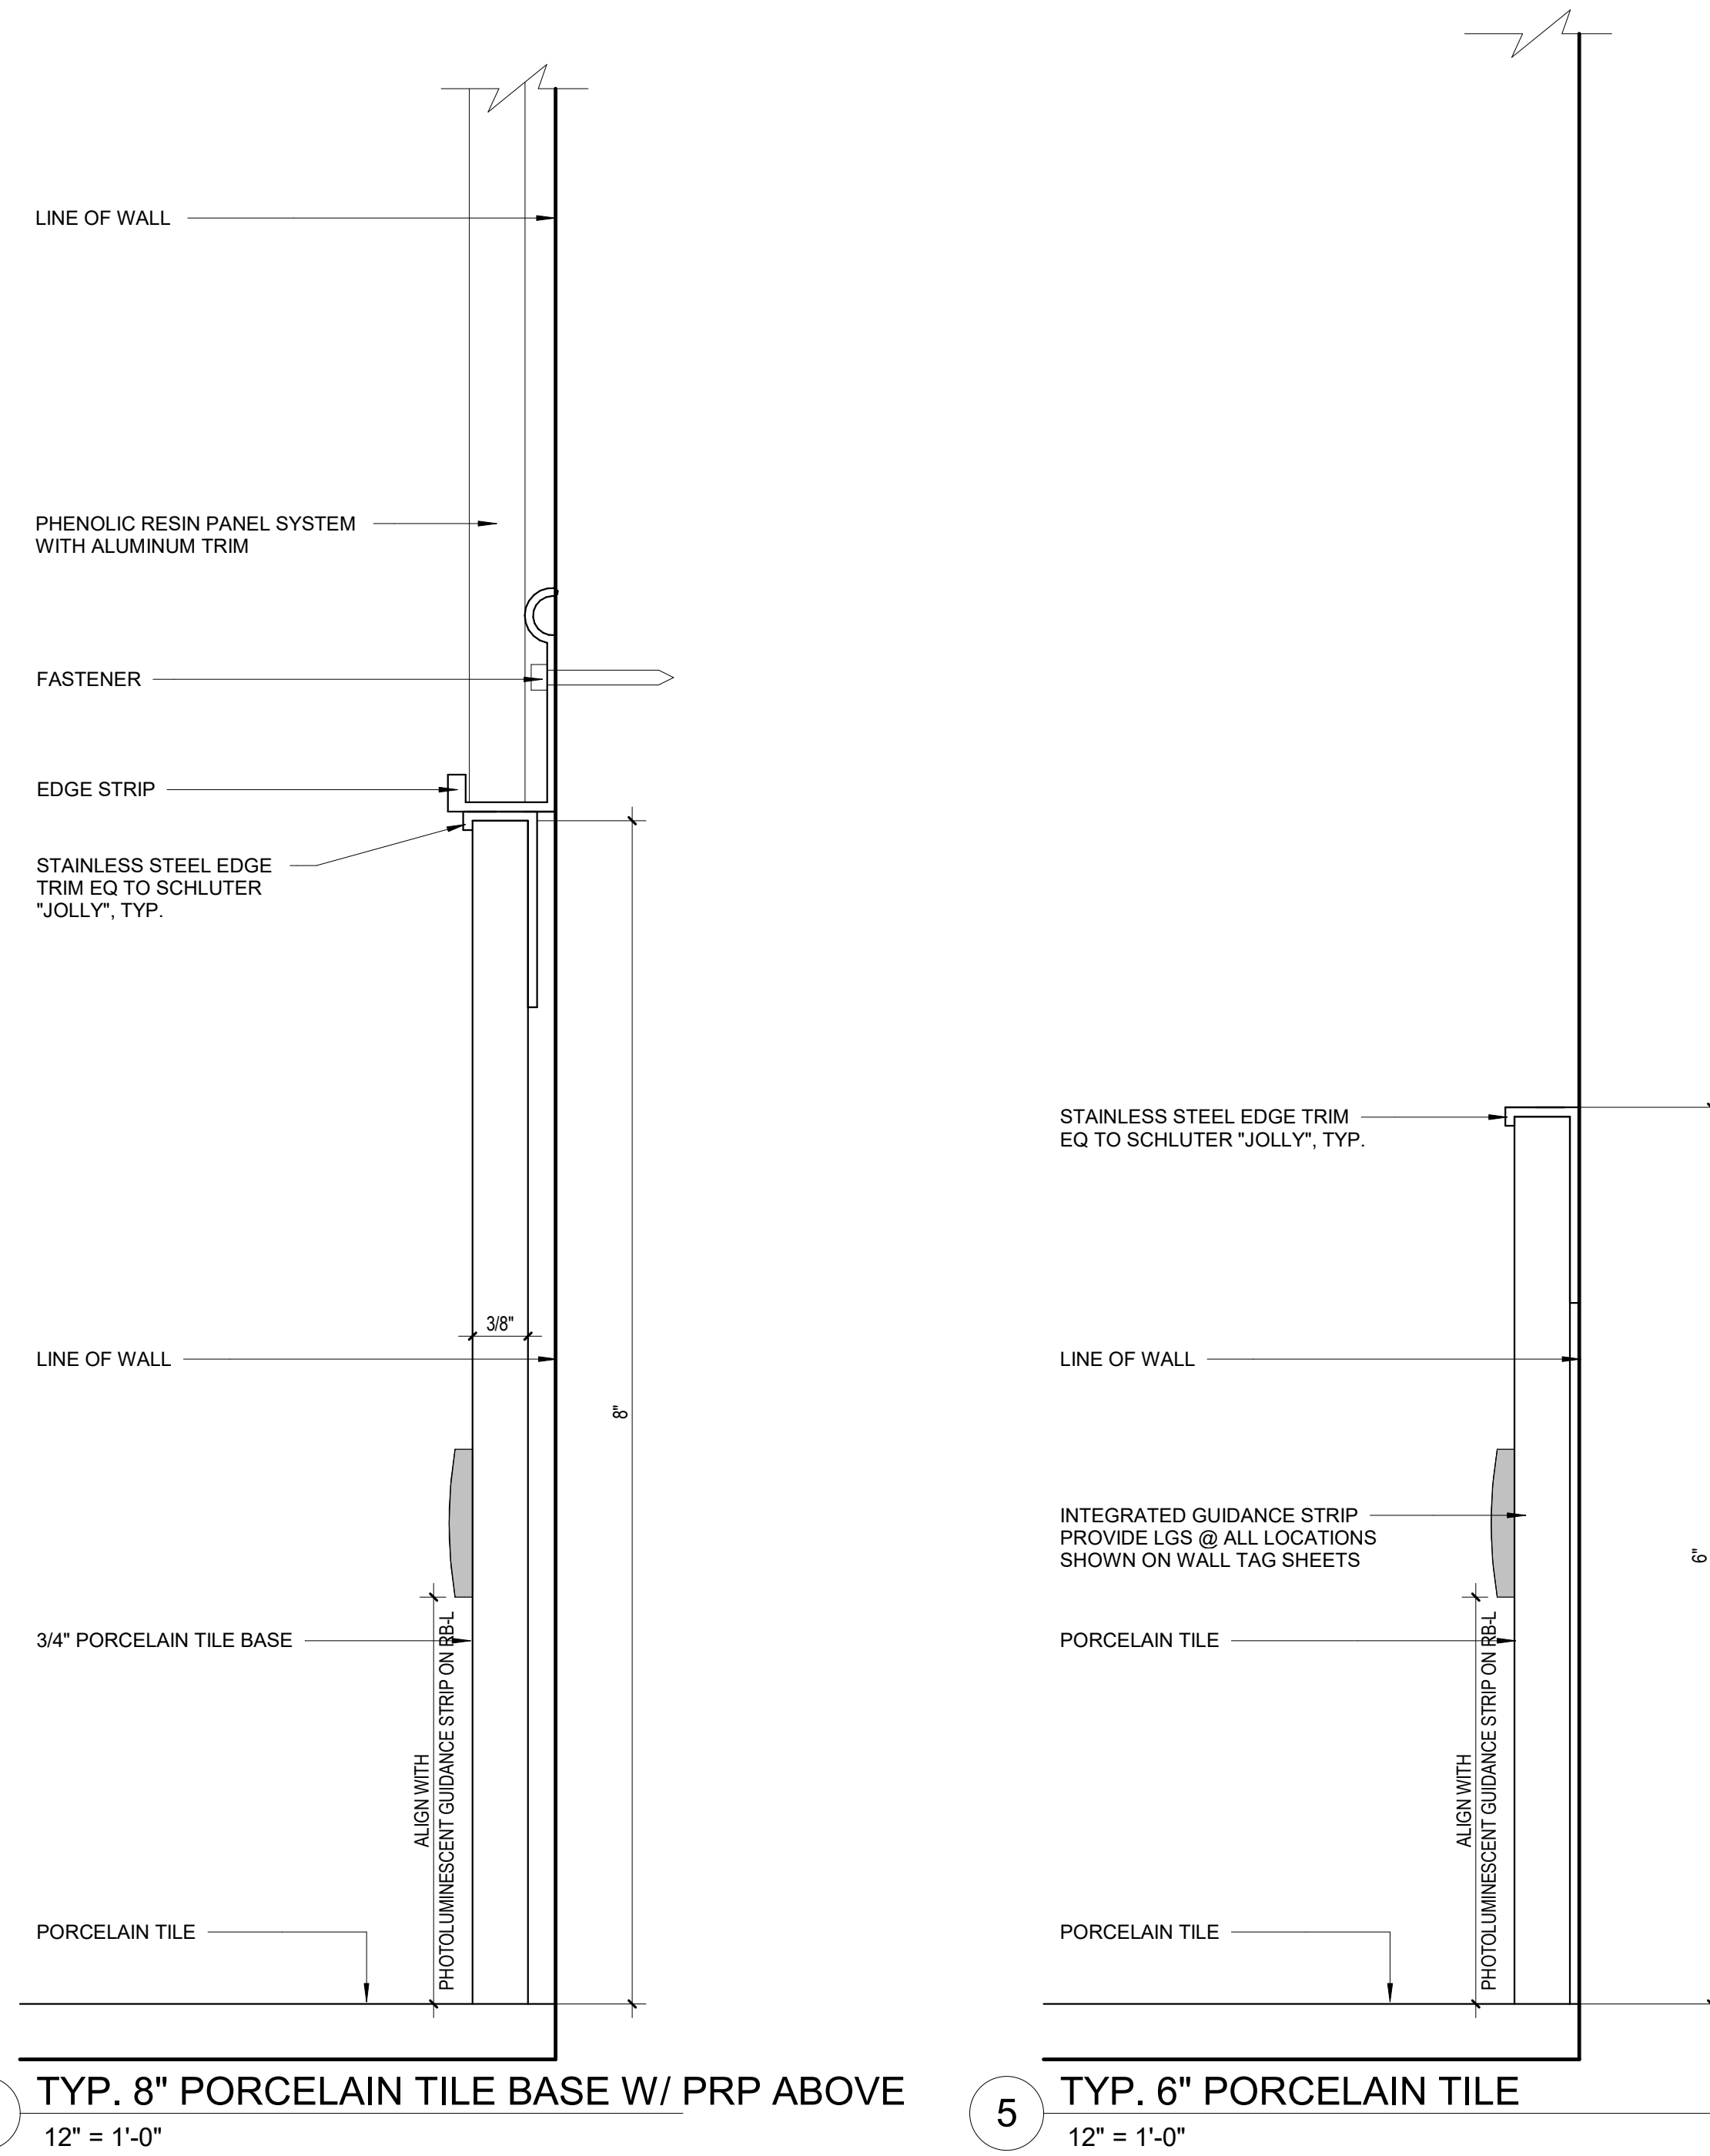 LINE OF WALL
PHENOLIC RESIN PANEL SYSTEM
WITH ALUMINUM TRIM
FASTENER
EDGE STRIP
STAINLESS STEEL EDGE
TRIM EQ TO SCHLUTER
"JOLLY", TYP.
3/8"
LINE OF WALL
8"
3/4" PORCELAIN TILE BASE
ALIGN WITH
PHOTOLUMINESCENT GUIDANCE STRIP ON RB-L
PORCELAIN TILE
TYP. 8" PORCELAIN TILE BASE W/ PRP ABOVE
12" = 1'-0"
STAINLESS STEEL EDGE TRIM
EQ TO SCHLUTER "JOLLY", TYP.
LINE OF WALL
INTEGRATED GUIDANCE STRIP
PROVIDE LGS @ ALL LOCATIONS
SHOWN ON WALL TAG SHEETS
6"
PORCELAIN TILE
ALIGN WITH
PHOTOLUMINESCENT GUIDANCE STRIP ON RB-L
PORCELAIN TILE
5
TYP. 6" PORCELAIN TILE
12" = 1'-0"